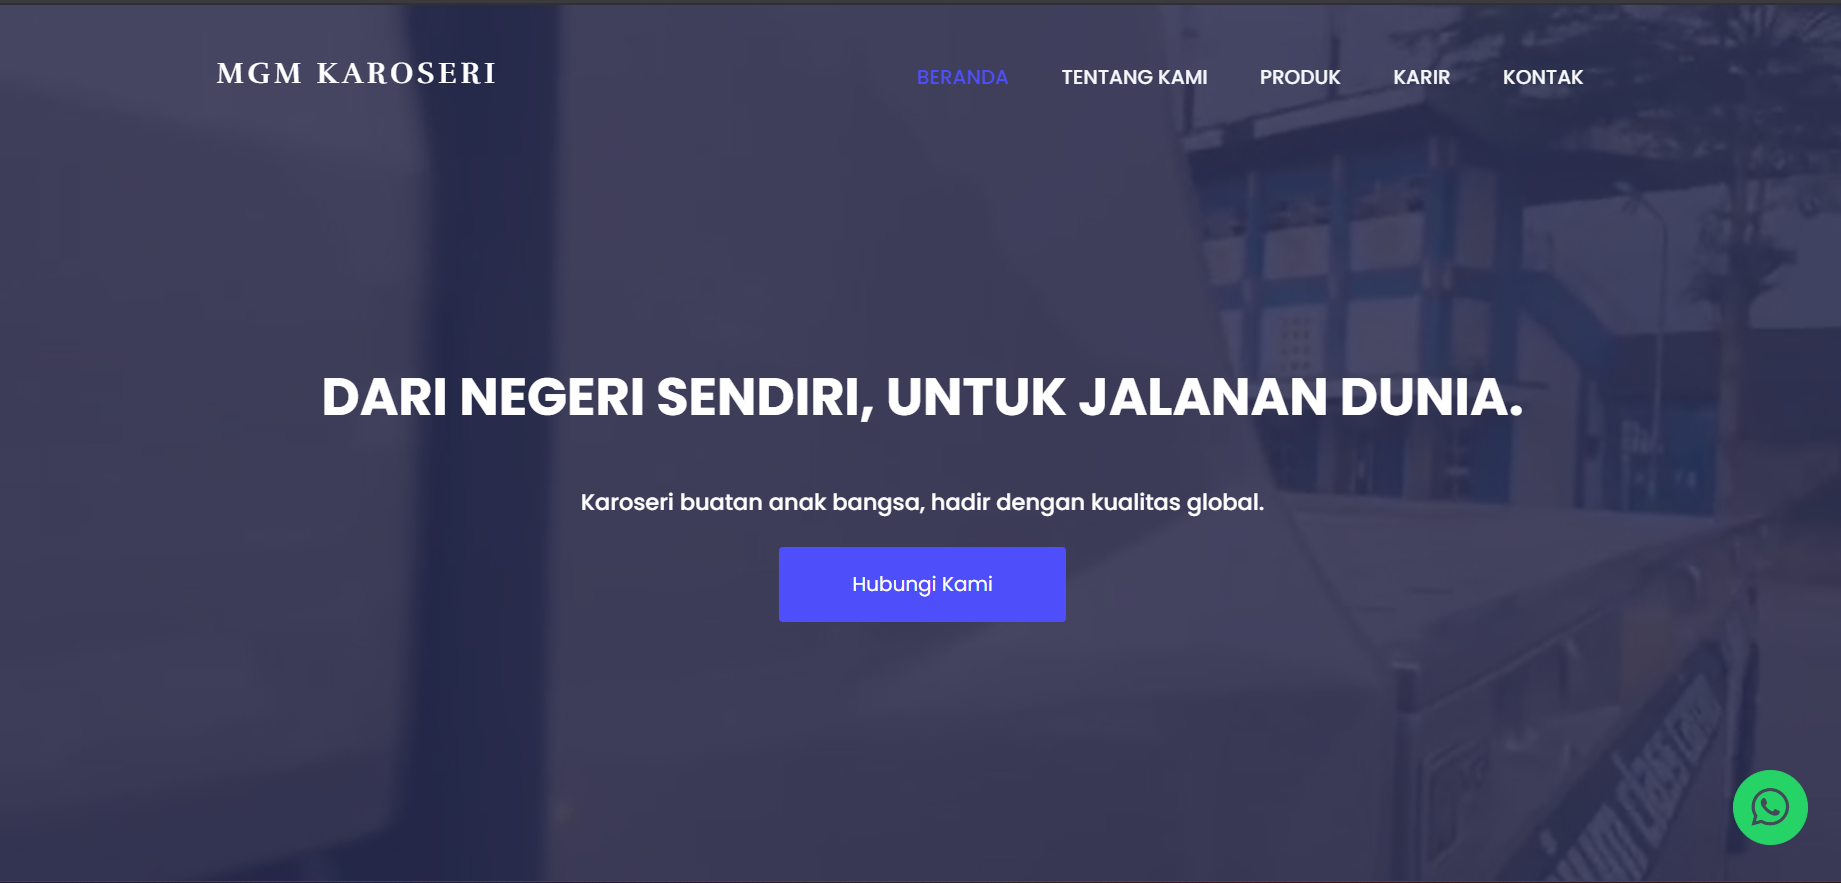 MGM KAROSERI
BERANDA TENTANG KAMI PRODUK KARIR KONTAK
DARI NEGERI SENDIRI, UNTUK JALANAN DUNIA.
Karoseri buatan anak bangsa, hadir dengan kualitas global.
Hubungi Kami